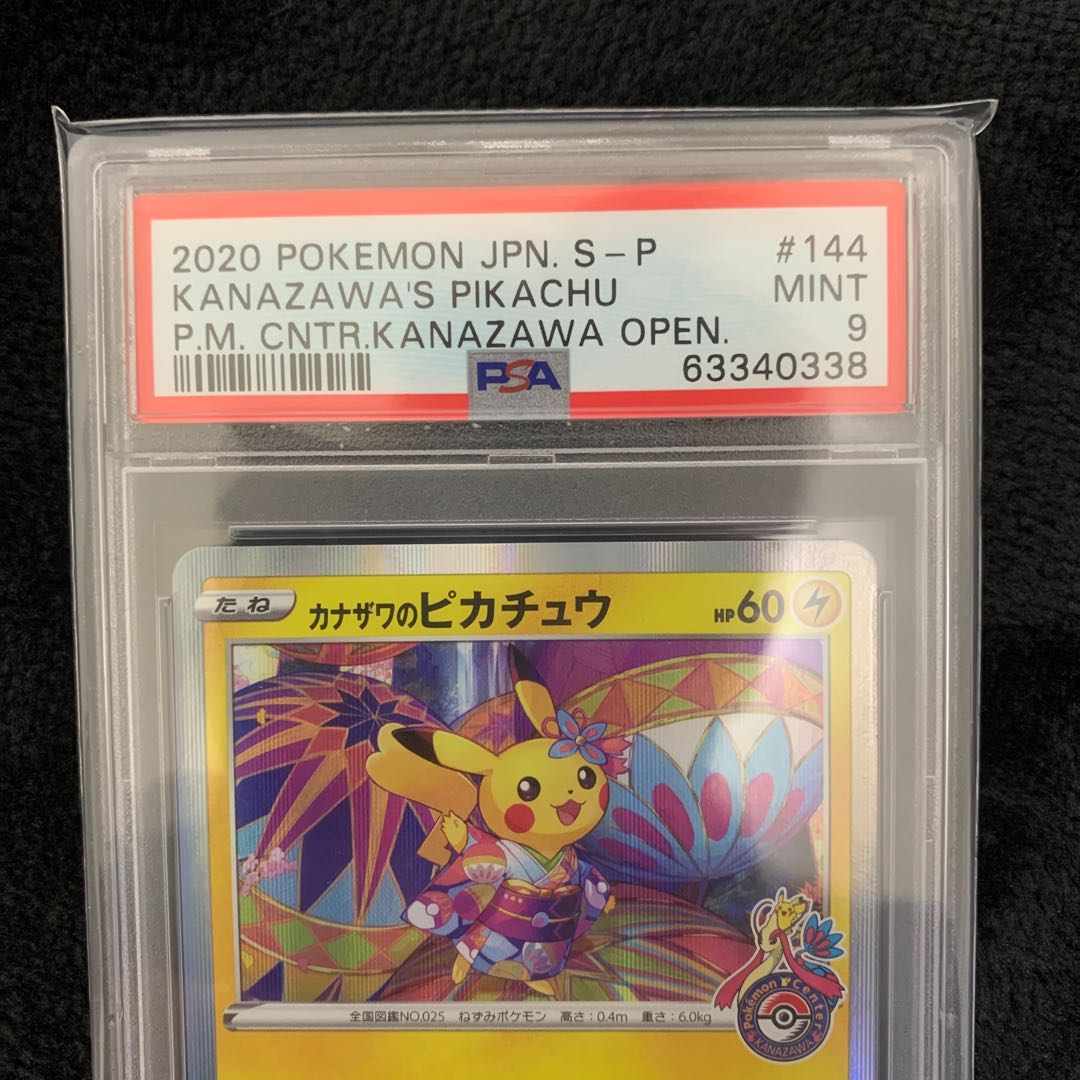 2020 POKEMON JPN. S-P #144
KANAZAWA'S PIKACHU MINT
P.M. CNTR.KANAZAWA OPEN. 9
PSA 63340338
たね カナザワのピカチュウ HP60
全国図鑑NO.025 ねずみポケモン 高さ:0.4m 重さ:6.0kg
Pokémon Center
KANAZAWA